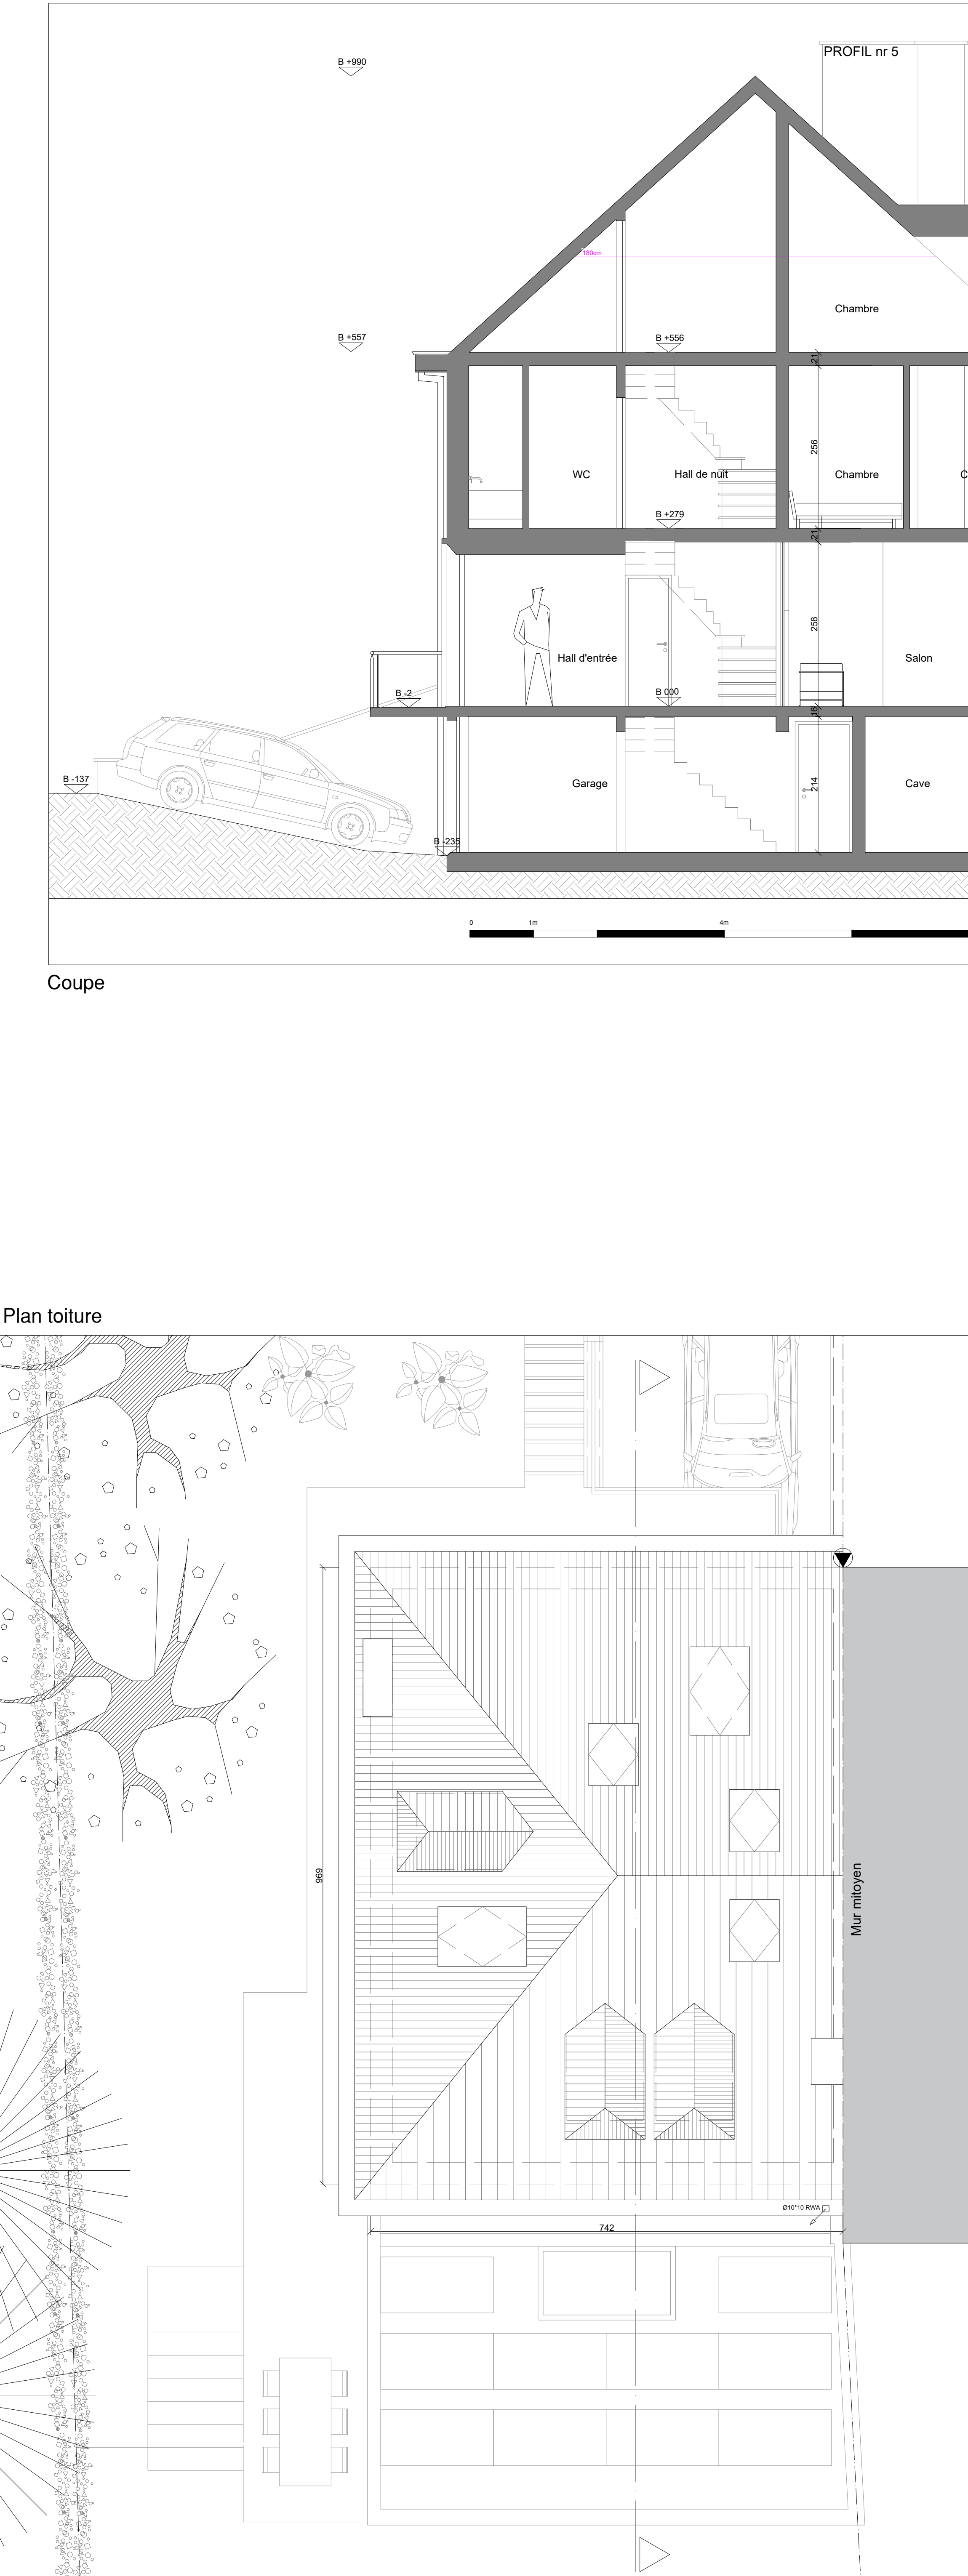 PROFIL nr 5
B +990
180cm
Chambre
B +557
B +556
21
256
WC
Hall de nuit
Chambre
C
B +279
21
258
Hall d'entrée
Salon
B -2
B 000
16
B -137
Garage
214
Cave
B -235
0 1m 4m
Coupe
Plan toiture
969
Mur mitoyen
Ø10*10 RWA
742